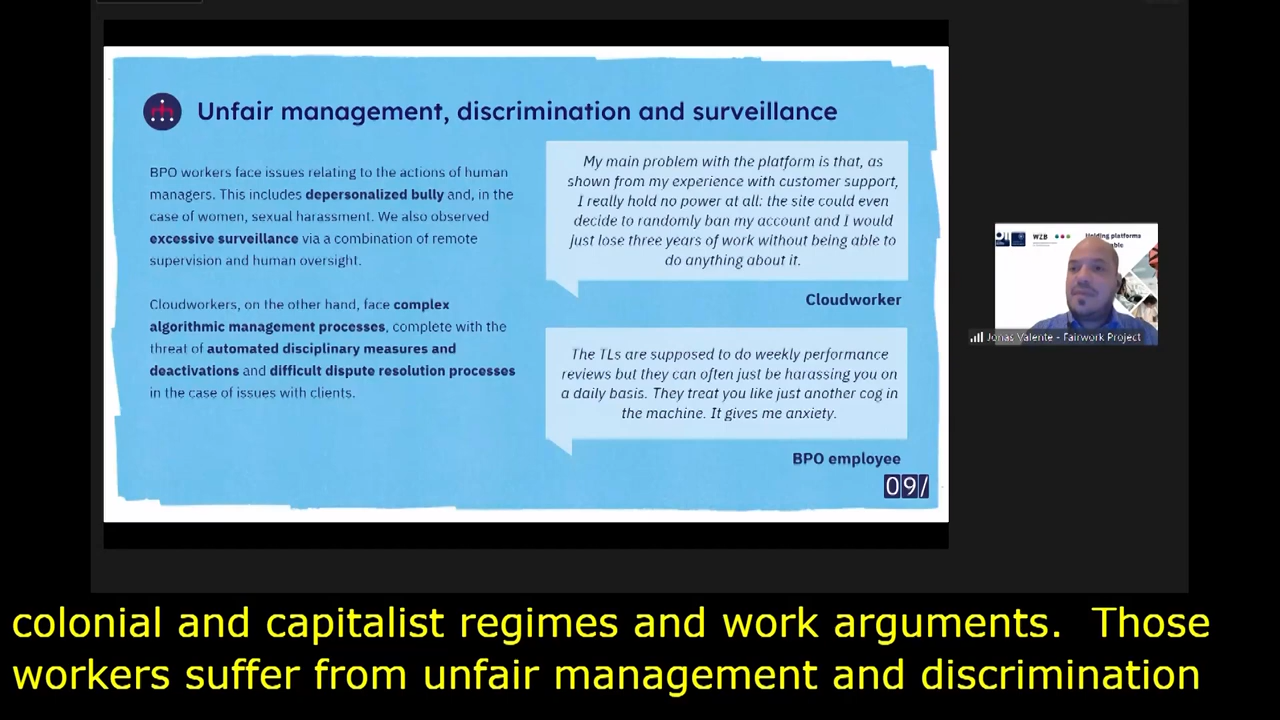 Unfair management, discrimination and surveillance
BPO workers face issues relating to the actions of human
managers. This includes depersonalized bully and, in the
case of women, sexual harassment. We also observed
excessive surveillance via a combination of remote
supervision and human oversight.
Cloudworkers, on the other hand, face complex
algorithmic management processes, complete with the
threat of automated disciplinary measures and
deactivations and difficult dispute resolution processes
in the case of issues with clients.
My main problem with the platform is that, as
shown from my experience with customer support,
I really hold no power at all: the site could even
decide to randomly ban my account and I would
just lose three years of work without being able to
do anything about it.
Cloudworker
The TLs are supposed to do weekly performance
reviews but they can often just be harassing you on
a daily basis. They treat you like just another cog in
the machine. It gives me anxiety.
BPO employee
09/
WZB
platforms
Jonas Valente - Fairwork Project
colonial and capitalist regimes and work arguments.  Those
workers suffer from unfair management and discrimination